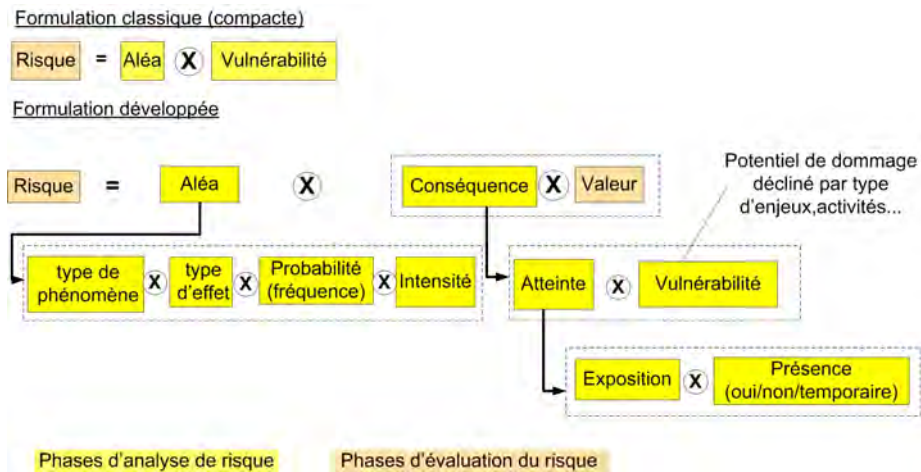 Formulation classique (compacte)
Risque = Aléa X Vulnérabilité
Formulation développée
Potentiel de dommage
décliné par type
d'enjeux,activités...
Risque = Aléa X Conséquence X Valeur
type de phénomène X type d'effet X Probabilité (fréquence) X Intensité
Atteinte X Vulnérabilité
Exposition X Présence (oui/non/temporaire)
Phases d'analyse de risque Phases d'évaluation du risque